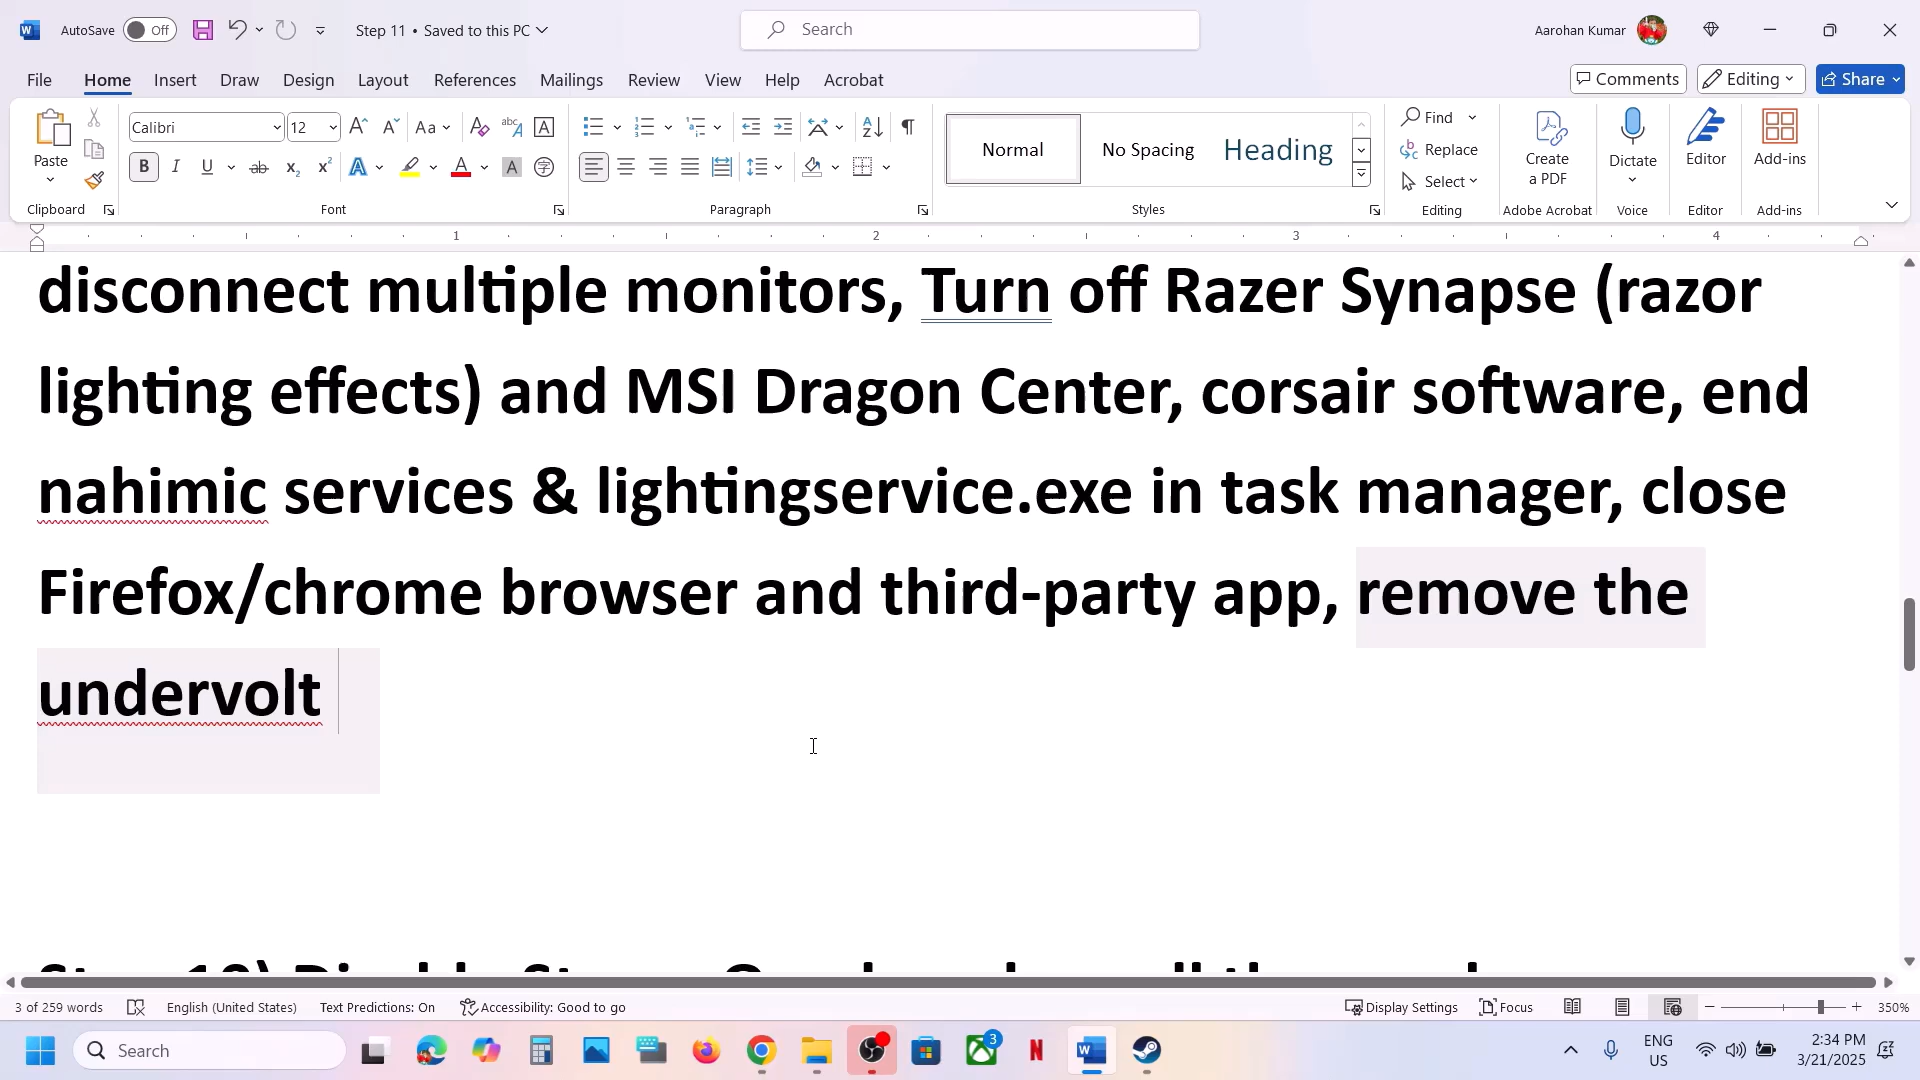 AutoSave Off Step 11 • Saved to this PC Search Aarohan Kumar
File Home Insert Draw Design Layout References Mailings Review View Help Acrobat Comments Editing Share
Calibri 12 Find
Paste Normal No Spacing Heading Replace Create a PDF Dictate Editor Add-ins
Select
Clipboard Font Paragraph Styles Editing Adobe Acrobat Voice Editor Add-ins
1 2 3 4
disconnect multiple monitors, Turn off Razer Synapse (razor
lighting effects) and MSI Dragon Center, corsair software, end
nahimic services & lightingservice.exe in task manager, close
Firefox/chrome browser and third-party app, remove the
undervolt
3 of 259 words English (United States) Text Predictions: On Accessibility: Good to go Display Settings Focus 350%
Search 3 ENG US 2:34 PM 3/21/2025